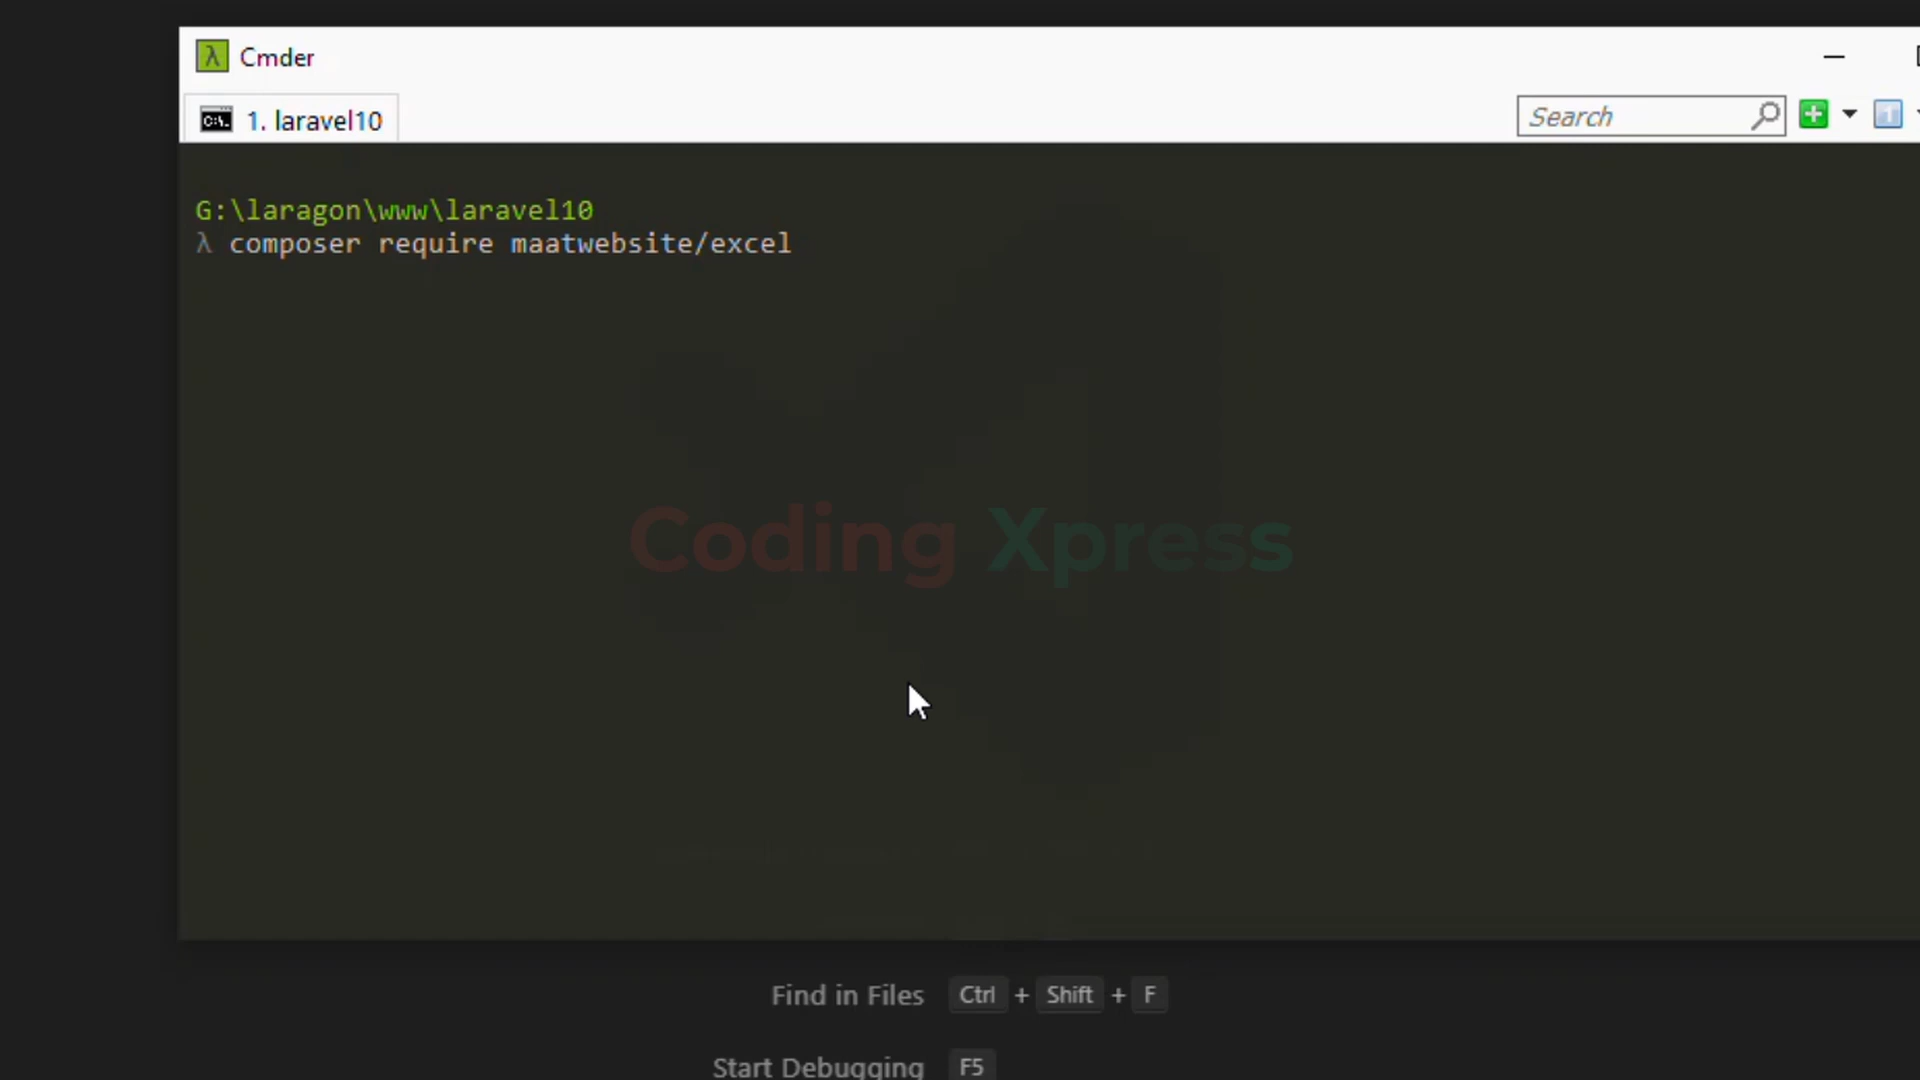 λ Cmder
C:\. 1. laravel10
Search
G:\laragon\www\laravel10
λ composer require maatwebsite/excel
Coding Xpress
Find in Files Ctrl + Shift + F
Start Debugging F5